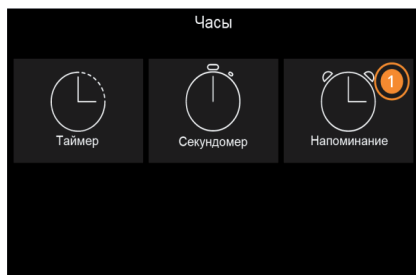 Часы
1
Таймер
Секундомер
Напоминание